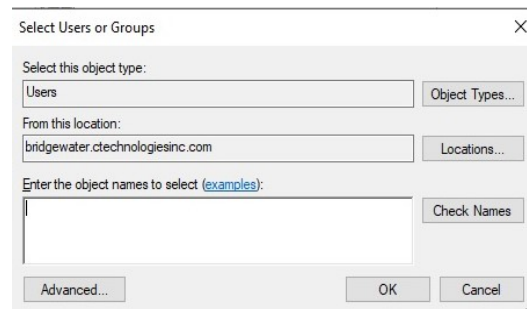 Select Users or Groups
Select this object type:
Users
Object Types...
From this location:
bridgewater.ctechnologiesinc.com
Locations...
Enter the object names to select (examples):
Check Names
Advanced...
OK
Cancel